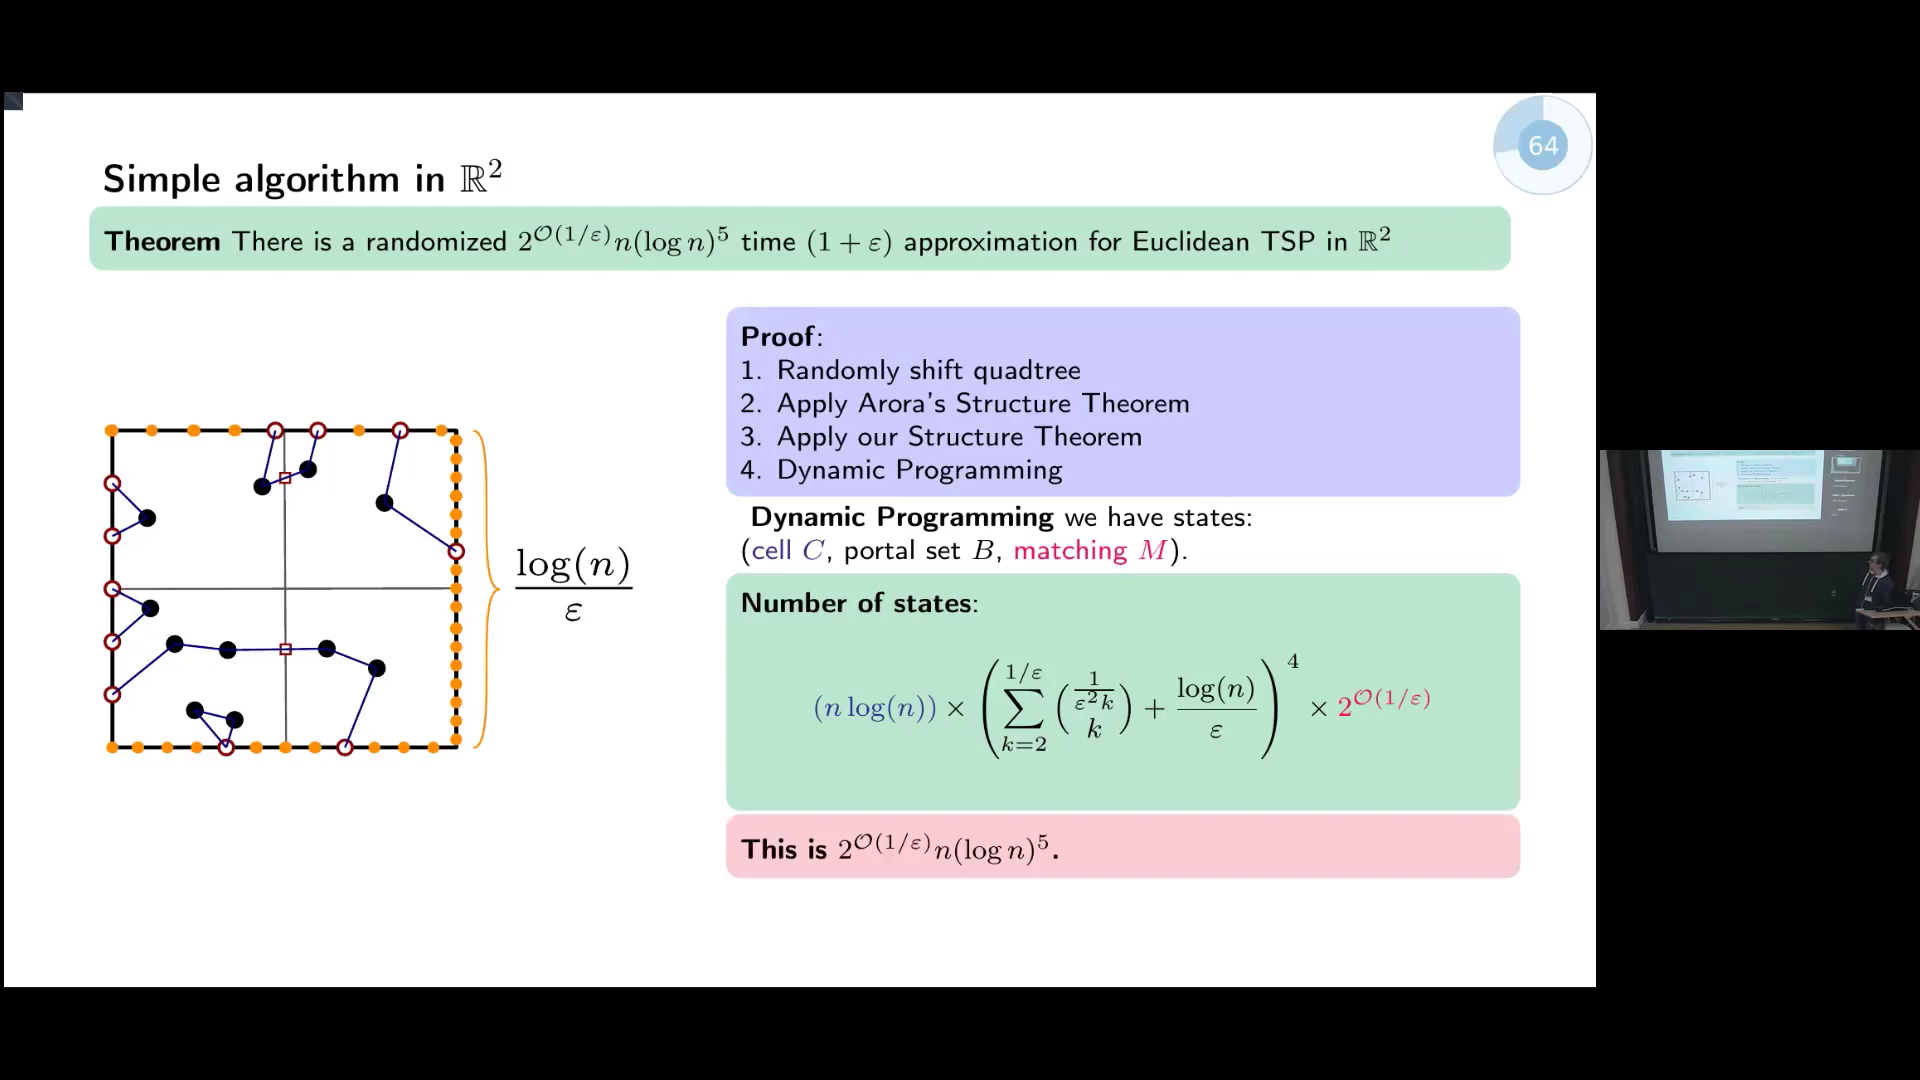 64
Simple algorithm in ℝ²
Theorem There is a randomized 2^{𝒪(1/ε)} n(log n)^5 time (1 + ε) approximation for Euclidean TSP in ℝ²
Proof:
1. Randomly shift quadtree
2. Apply Arora's Structure Theorem
3. Apply our Structure Theorem
4. Dynamic Programming
Dynamic Programming we have states:
(cell C, portal set B, matching M).
log(n)/ε
Number of states:
(n log(n)) × (∑_{k=2}^{1/ε} \binom{\frac{1}{ε²k}}{k} + \frac{log(n)}{ε})^4 × 2^{𝒪(1/ε)}
This is 2^{𝒪(1/ε)} n(log n)^5.